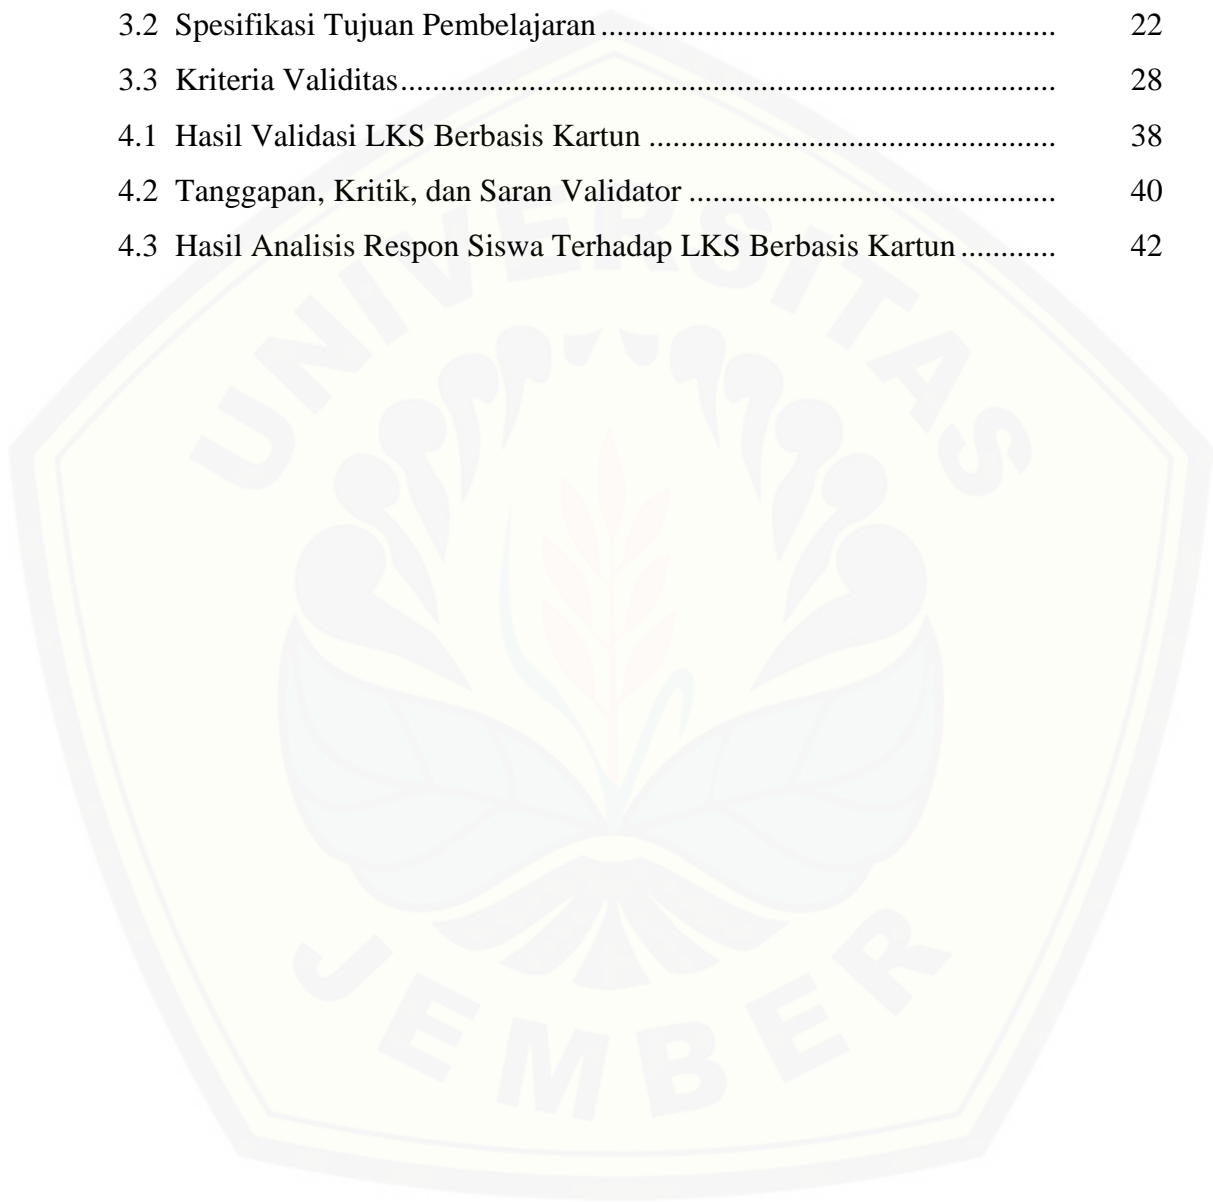 3.2 Spesifikasi Tujuan Pembelajaran ........................................................ 22
3.3 Kriteria Validitas ................................................................................. 28
4.1 Hasil Validasi LKS Berbasis Kartun .................................................. 38
4.2 Tanggapan, Kritik, dan Saran Validator ............................................. 40
4.3 Hasil Analisis Respon Siswa Terhadap LKS Berbasis Kartun ............ 42
UNIVERSITAS
JEMBER